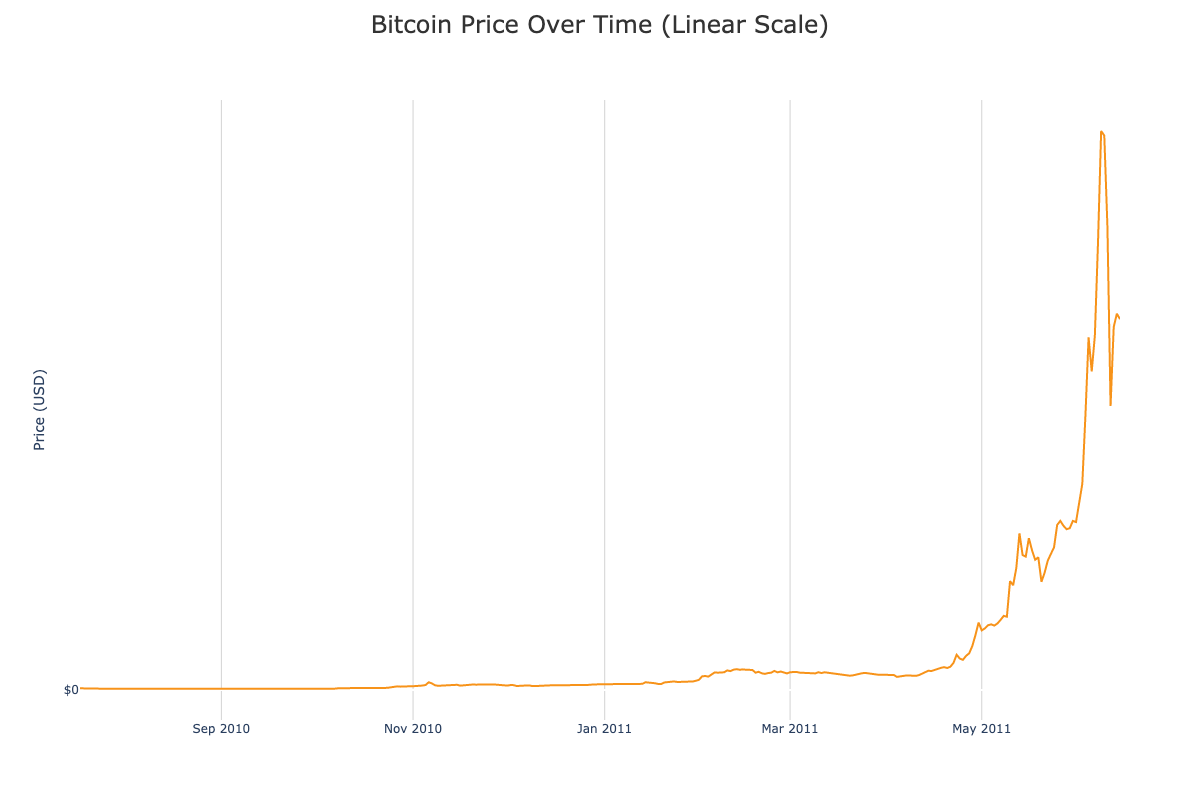 Bitcoin Price Over Time (Linear Scale)
Price (USD)
$0
Sep 2010
Nov 2010
Jan 2011
Mar 2011
May 2011